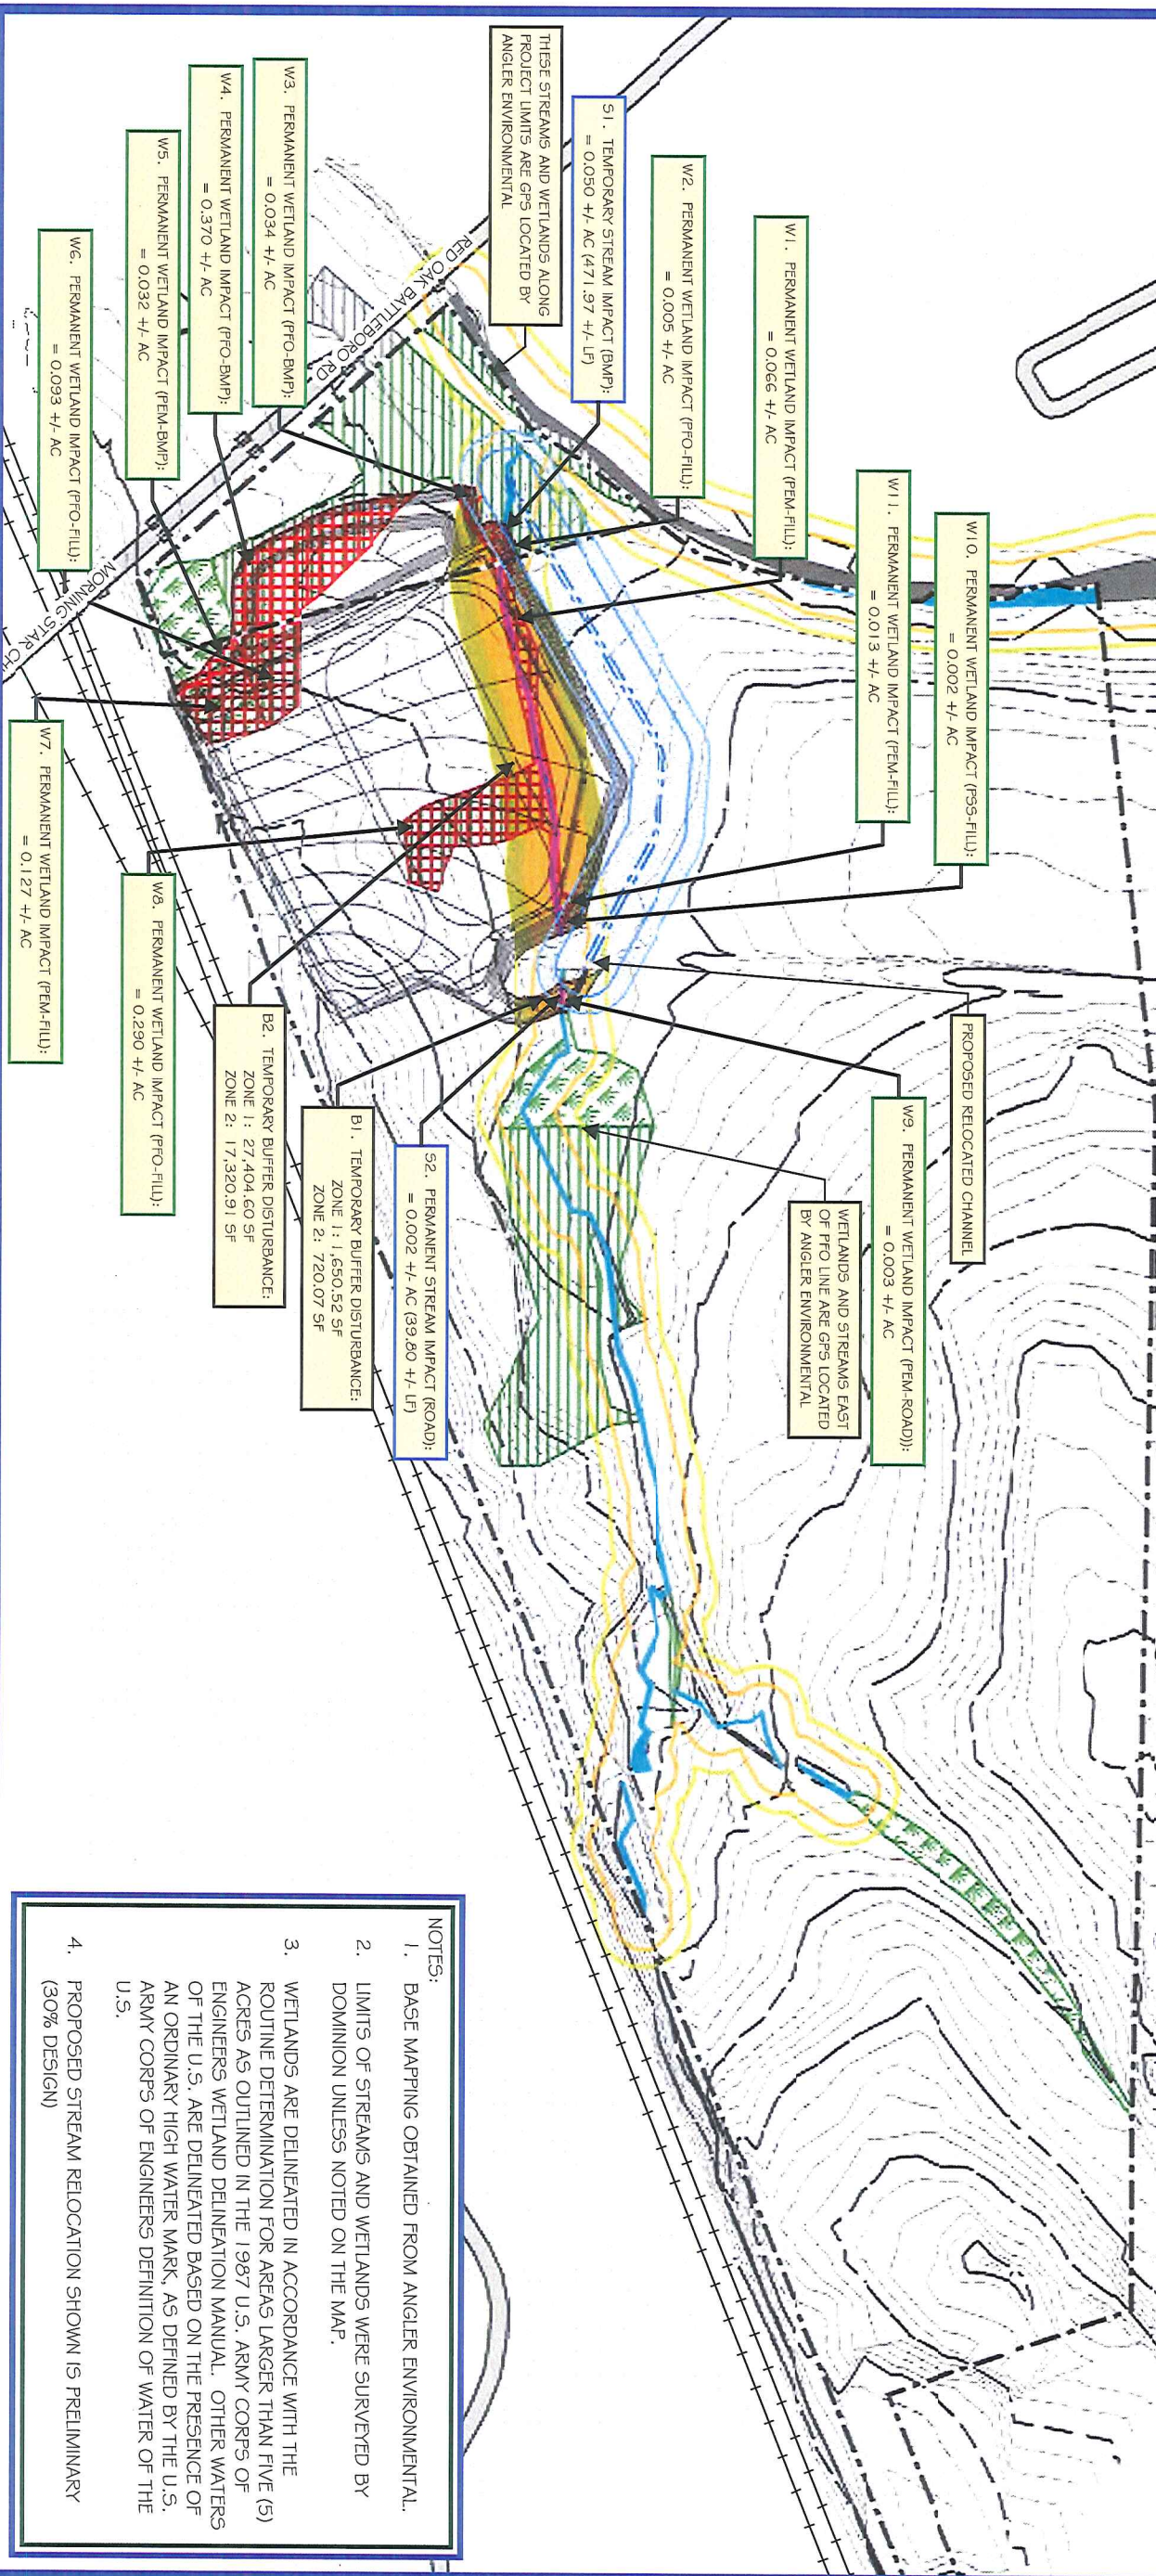 THESE STREAMS AND WETLANDS ALONG
PROJECT LIMITS ARE GPS LOCATED BY
ANGLER ENVIRONMENTAL
S1. TEMPORARY STREAM IMPACT (BMP):
= 0.050 +/- AC (471.97 +/- LF)
W2. PERMANENT WETLAND IMPACT (PFO-FILL):
= 0.005 +/- AC
W1. PERMANENT WETLAND IMPACT (PEM-FILL):
= 0.066 +/- AC
W11. PERMANENT WETLAND IMPACT (PEM-FILL):
= 0.013 +/- AC
W10. PERMANENT WETLAND IMPACT (PSS-FILL):
= 0.002 +/- AC
PROPOSED RELOCATED CHANNEL
W9. PERMANENT WETLAND IMPACT (PEM-ROAD)):
= 0.003 +/- AC
WETLANDS AND STREAMS EAST
OF PFO LINE ARE GPS LOCATED
BY ANGLER ENVIRONMENTAL
W3. PERMANENT WETLAND IMPACT (PFO-BMP):
= 0.034 +/- AC
W4. PERMANENT WETLAND IMPACT (PFO-BMP):
= 0.370 +/- AC
W5. PERMANENT WETLAND IMPACT (PEM-BMP):
= 0.032 +/- AC
W6. PERMANENT WETLAND IMPACT (PFO-FILL):
= 0.093 +/- AC
RED OAK BATTLEBORO RD
MORNING STAR CH
W7. PERMANENT WETLAND IMPACT (PEM-FILL):
= 0.127 +/- AC
W8. PERMANENT WETLAND IMPACT (PFO-FILL):
= 0.290 +/- AC
B2. TEMPORARY BUFFER DISTURBANCE:
ZONE 1: 27,404.60 SF
ZONE 2: 17,320.91 SF
B1. TEMPORARY BUFFER DISTURBANCE:
ZONE 1: 1,650.52 SF
ZONE 2: 720.07 SF
S2. PERMANENT STREAM IMPACT (ROAD):
= 0.002 +/- AC (39.80 +/- LF)
NOTES:
1. BASE MAPPING OBTAINED FROM ANGLER ENVIRONMENTAL.
2. LIMITS OF STREAMS AND WETLANDS WERE SURVEYED BY
DOMINION UNLESS NOTED ON THE MAP.
3. WETLANDS ARE DELINEATED IN ACCORDANCE WITH THE
ROUTINE DETERMINATION FOR AREAS LARGER THAN FIVE (5)
ACRES AS OUTLINED IN THE 1987 U.S. ARMY CORPS OF
ENGINEERS WETLAND DELINEATION MANUAL. OTHER WATERS
OF THE U.S. ARE DELINEATED BASED ON THE PRESENCE OF
AN ORDINARY HIGH WATER MARK, AS DEFINED BY THE U.S.
ARMY CORPS OF ENGINEERS DEFINITION OF WATER OF THE
U.S.
4. PROPOSED STREAM RELOCATION SHOWN IS PRELIMINARY
(30% DESIGN)